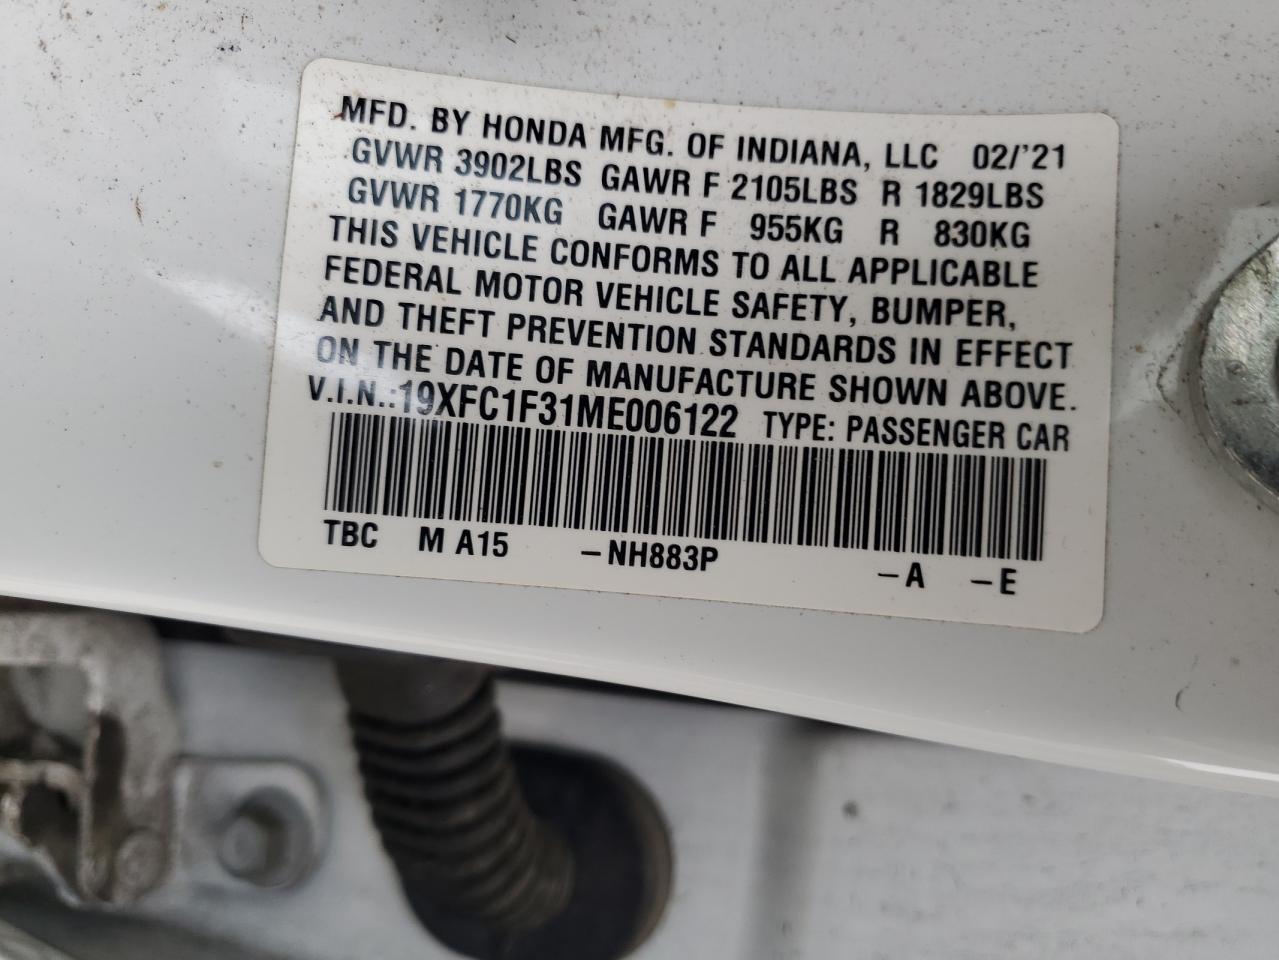 MFD. BY HONDA MFG. OF INDIANA, LLC 02/'21
GVWR 3902LBS GAWR F 2105LBS R 1829LBS
GVWR 1770KG GAWR F 955KG R 830KG
THIS VEHICLE CONFORMS TO ALL APPLICABLE
FEDERAL MOTOR VEHICLE SAFETY, BUMPER,
AND THEFT PREVENTION STANDARDS IN EFFECT
ON THE DATE OF MANUFACTURE SHOWN ABOVE.
V.I.N.:19XFC1F31ME006122 TYPE: PASSENGER CAR
TBC M A15 –NH883P –A –E